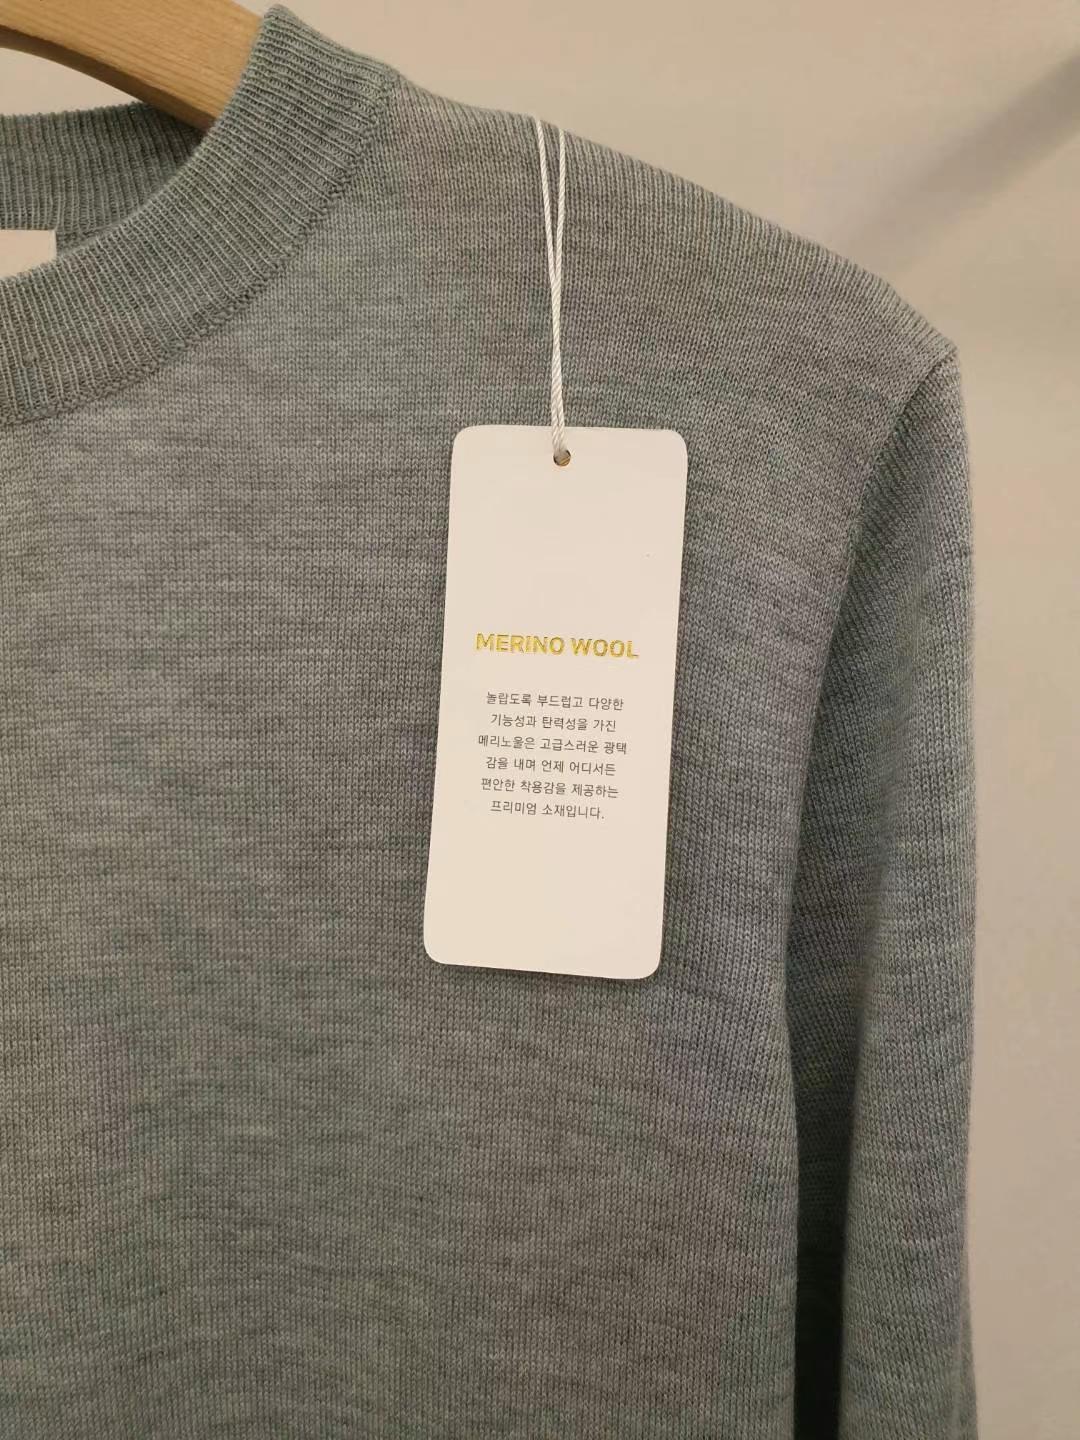 MERINO WOOL
놀랍도록 부드럽고 다양한
기능성과 탄력성을 가진
메리노울은 고급스러운 광택
감을 내며 언제 어디서든
편안한 착용감을 제공하는
프리미엄 소재입니다.